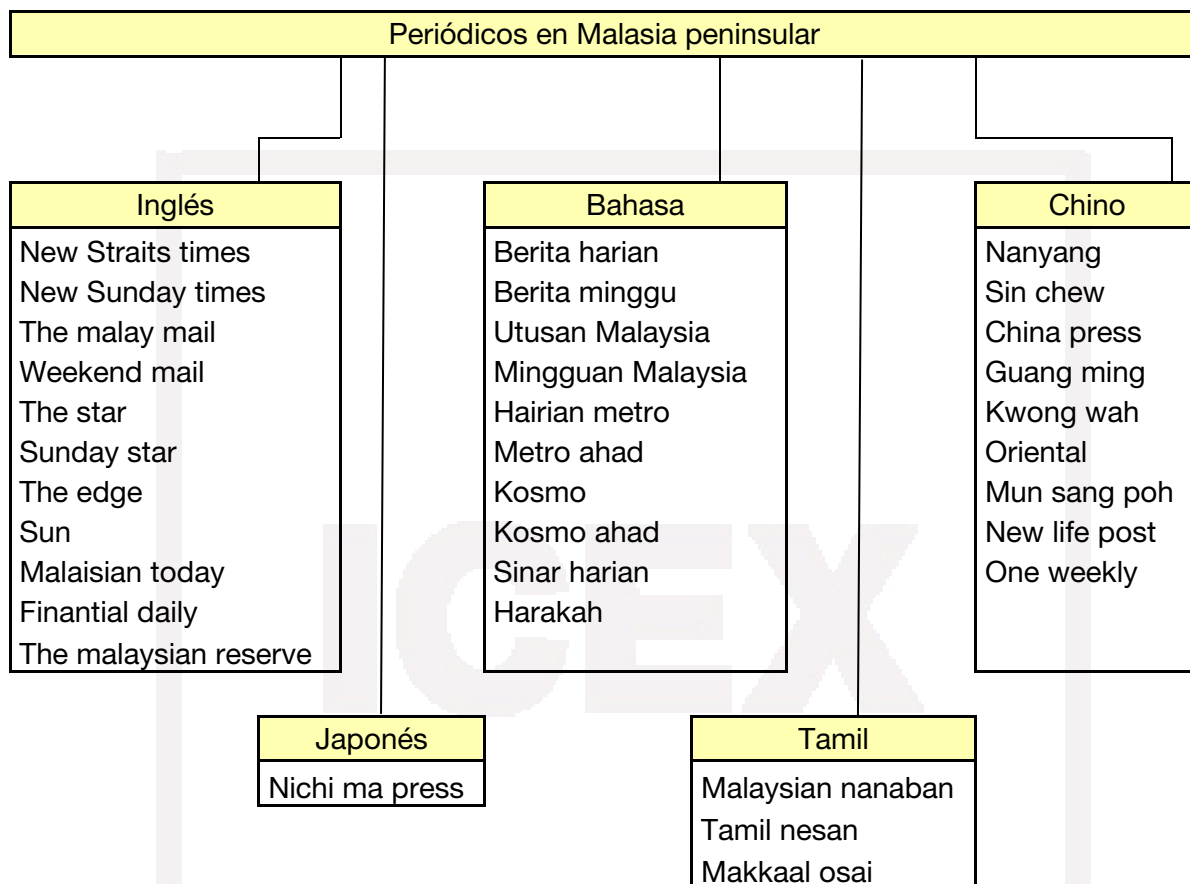 Periódicos en Malasia peninsular
Inglés
New Straits times
New Sunday times
The malay mail
Weekend mail
The star
Sunday star
The edge
Sun
Malaisian today
Finantial daily
The malaysian reserve
Bahasa
Berita harian
Berita minggu
Utusan Malaysia
Mingguan Malaysia
Hairian metro
Metro ahad
Kosmo
Kosmo ahad
Sinar harian
Harakah
Chino
Nanyang
Sin chew
China press
Guang ming
Kwong wah
Oriental
Mun sang poh
New life post
One weekly
ICEX
Japonés
Nichi ma press
Tamil
Malaysian nanaban
Tamil nesan
Makkaal osai